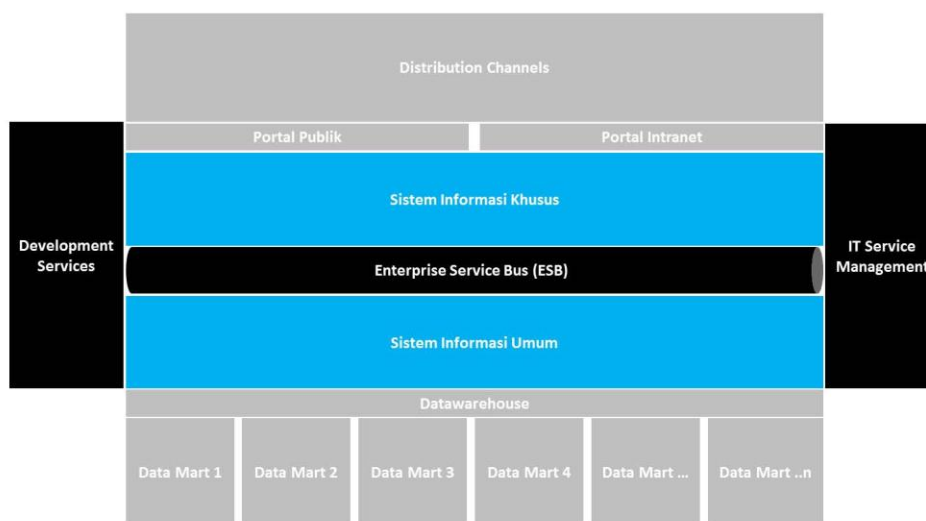 Distribution Channels
Portal Publik
Portal Intranet
Sistem Informasi Khusus
Development
Services
Enterprise Service Bus (ESB)
IT Service
Management
Sistem Informasi Umum
Datawarehouse
Data Mart 1
Data Mart 2
Data Mart 3
Data Mart 4
Data Mart ...
Data Mart ..n